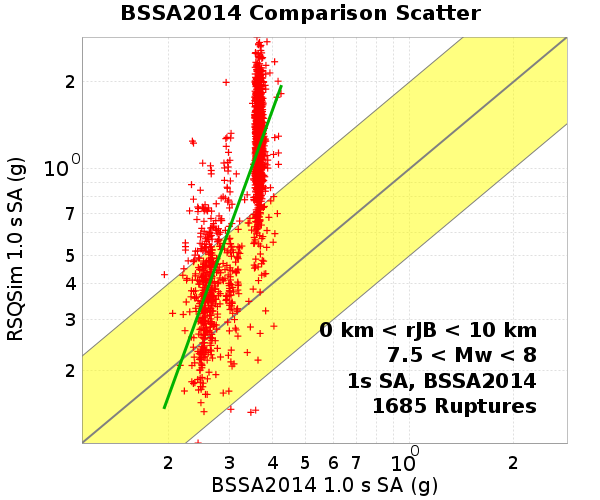 BSSA2014 Comparison Scatter
RSQSim 1.0 s SA (g)
2
10^0
7
5
4
3
2
0 km < rJB < 10 km
7.5 < Mw < 8
1s SA, BSSA2014
1685 Ruptures
2 3 4 5 6 7 10^0 2
BSSA2014 1.0 s SA (g)